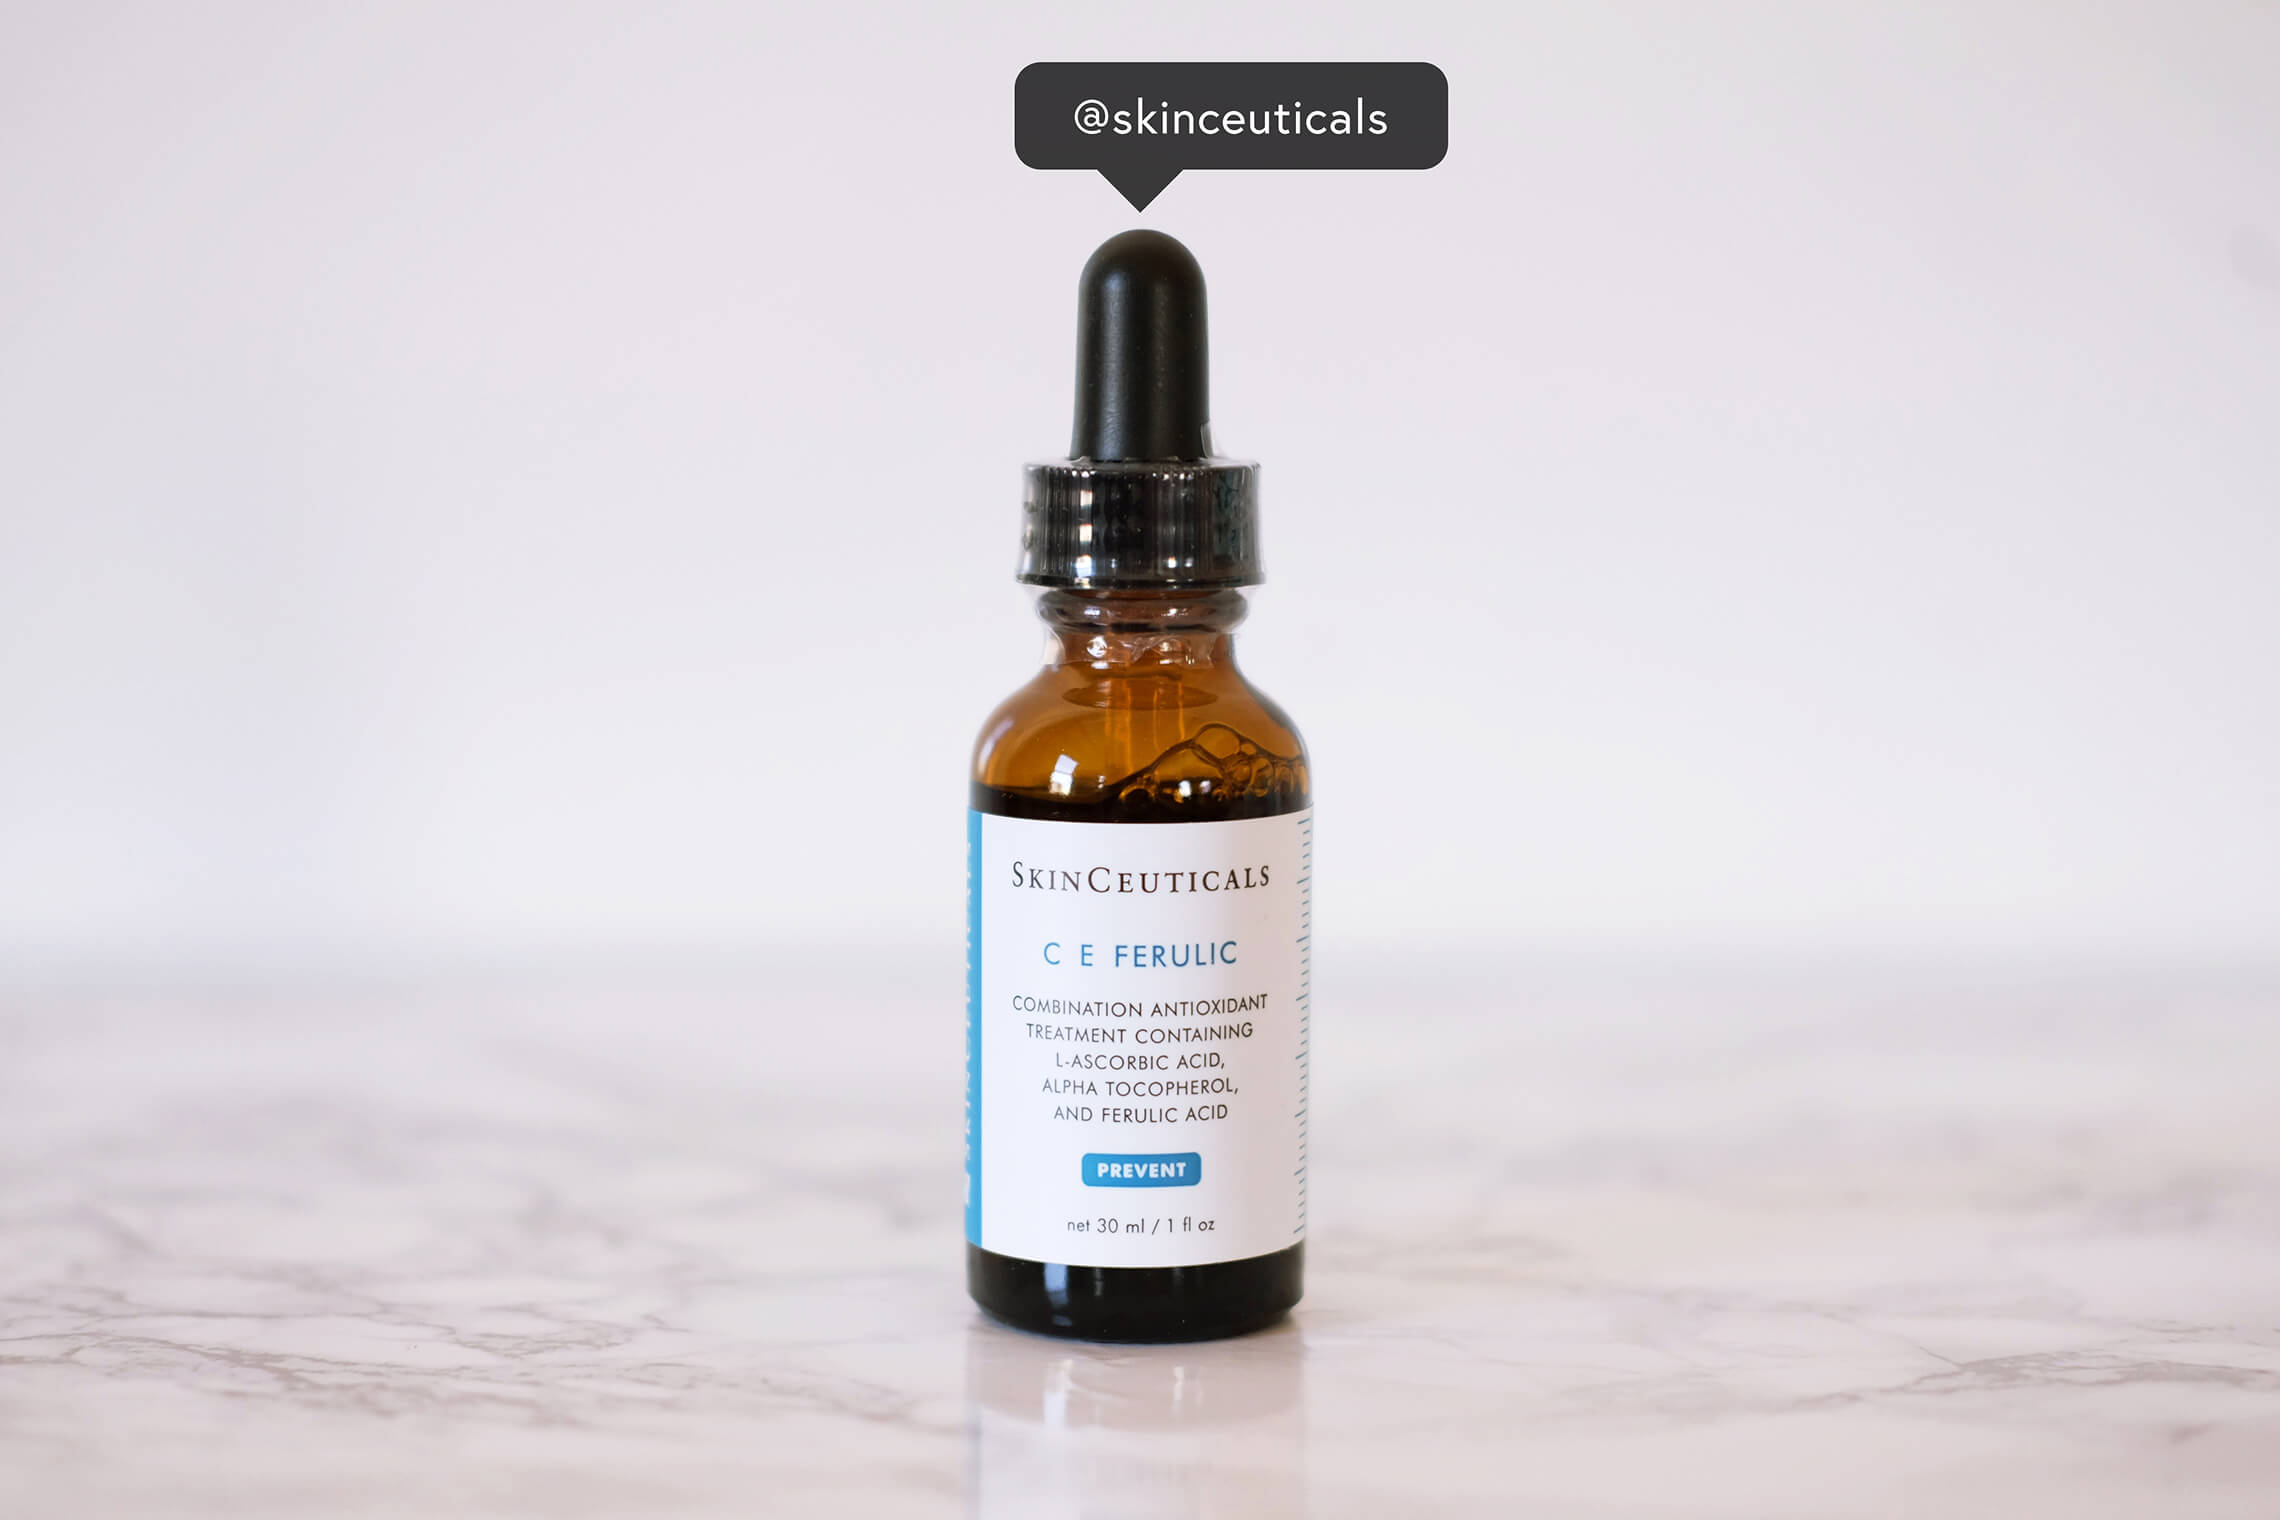 @skinceuticals
SKINCEUTICALS
C E FERULIC
COMBINATION ANTIOXIDANT
TREATMENT CONTAINING
L-ASCORBIC ACID,
ALPHA TOCOPHEROL,
AND FERULIC ACID
PREVENT
net 30 ml / 1 fl oz